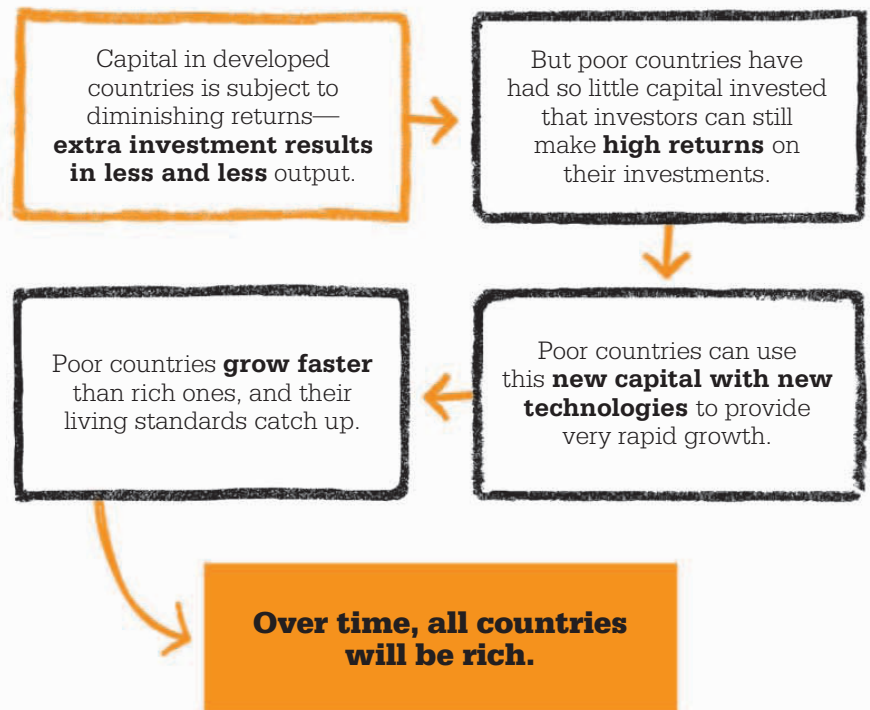 Capital in developed
countries is subject to
diminishing returns—
extra investment results
in less and less output.
But poor countries have
had so little capital invested
that investors can still
make high returns on
their investments.
Poor countries can use
this new capital with new
technologies to provide
very rapid growth.
Poor countries grow faster
than rich ones, and their
living standards catch up.
Over time, all countries
will be rich.